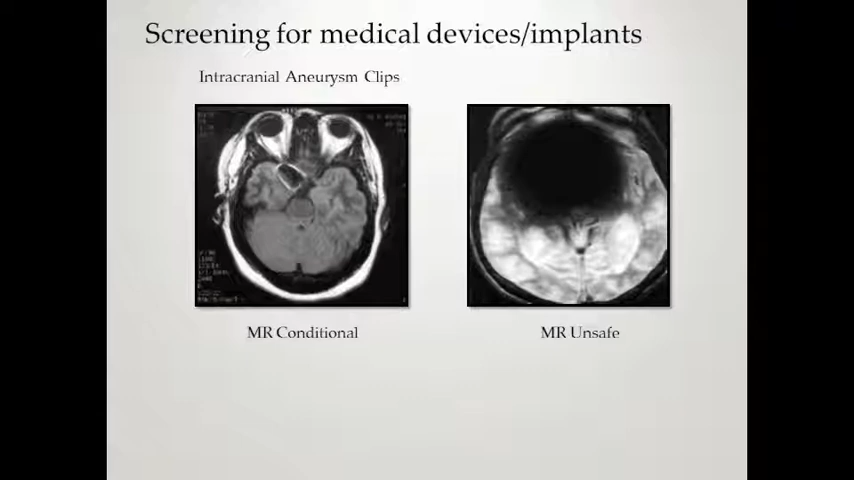 Screening for medical devices/implants
Intracranial Aneurysm Clips
MR Conditional
MR Unsafe